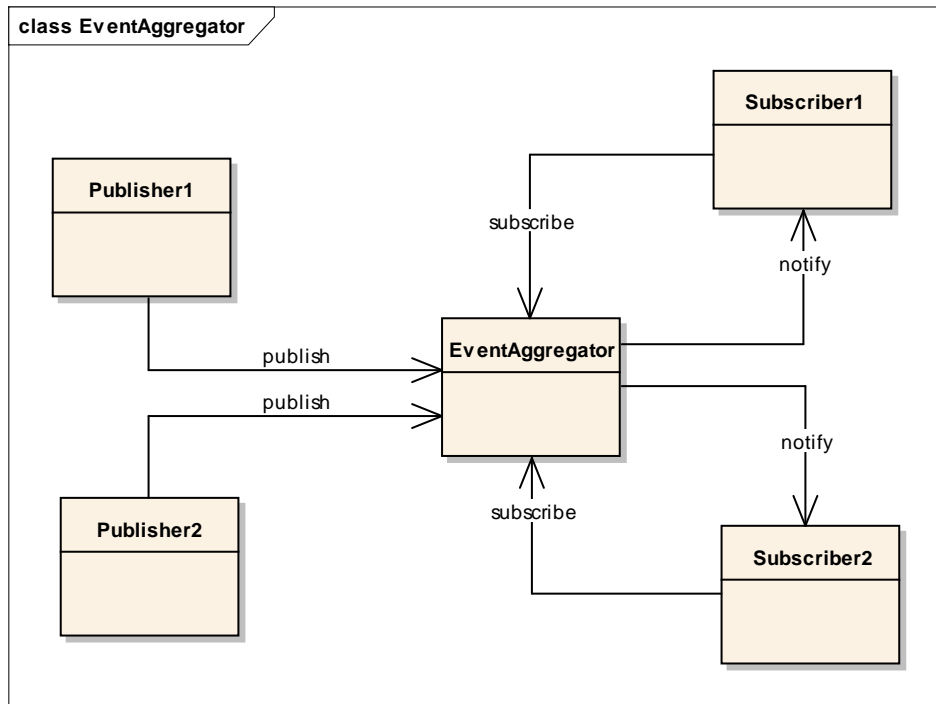 class EventAggregator
Subscriber1
Publisher1
subscribe
notify
EventAggregator
publish
publish
notify
subscribe
Publisher2
Subscriber2